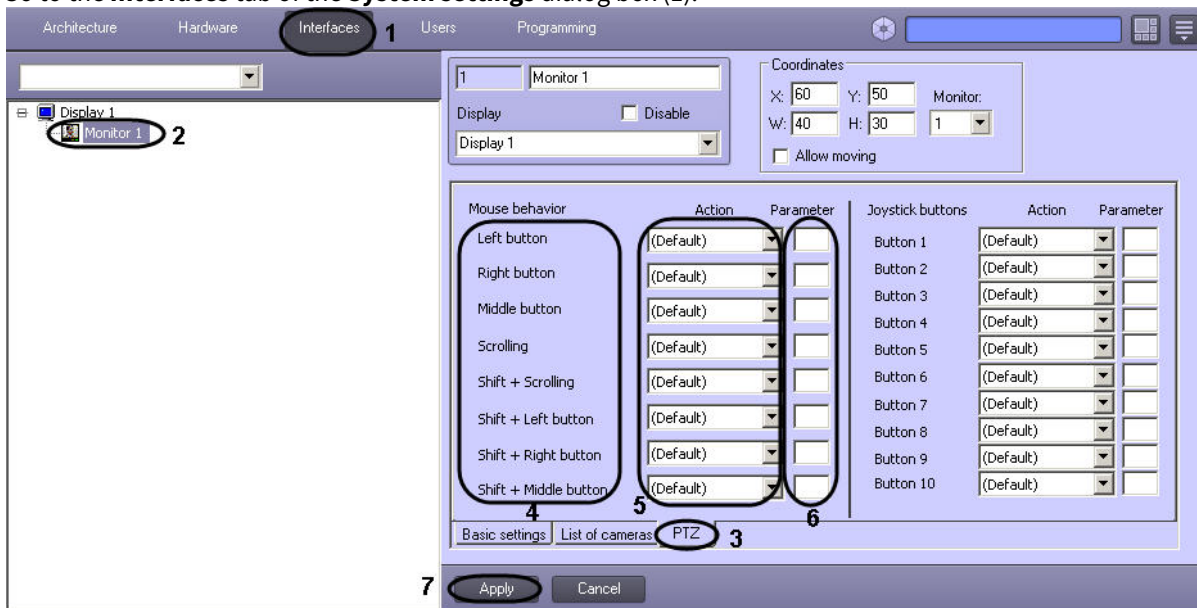 Go to the Interfaces tab of the System settings dialog box (1).
Architecture Hardware Interfaces 1 Users Programming
1 Monitor 1
Display Disable
Display 1
Coordinates
X: 60 Y: 50 Monitor:
W: 40 H: 30 1
Allow moving
Display 1
Monitor 1 2
Mouse behavior Action Parameter
Left button (Default)
Right button (Default)
Middle button (Default)
Scrolling (Default)
Shift + Scrolling (Default)
Shift + Left button (Default)
Shift + Right button (Default)
Shift + Middle button (Default)
4 5 6
Joystick buttons Action Parameter
Button 1 (Default)
Button 2 (Default)
Button 3 (Default)
Button 4 (Default)
Button 5 (Default)
Button 6 (Default)
Button 7 (Default)
Button 8 (Default)
Button 9 (Default)
Button 10 (Default)
Basic settings List of cameras PTZ 3
7 Apply Cancel